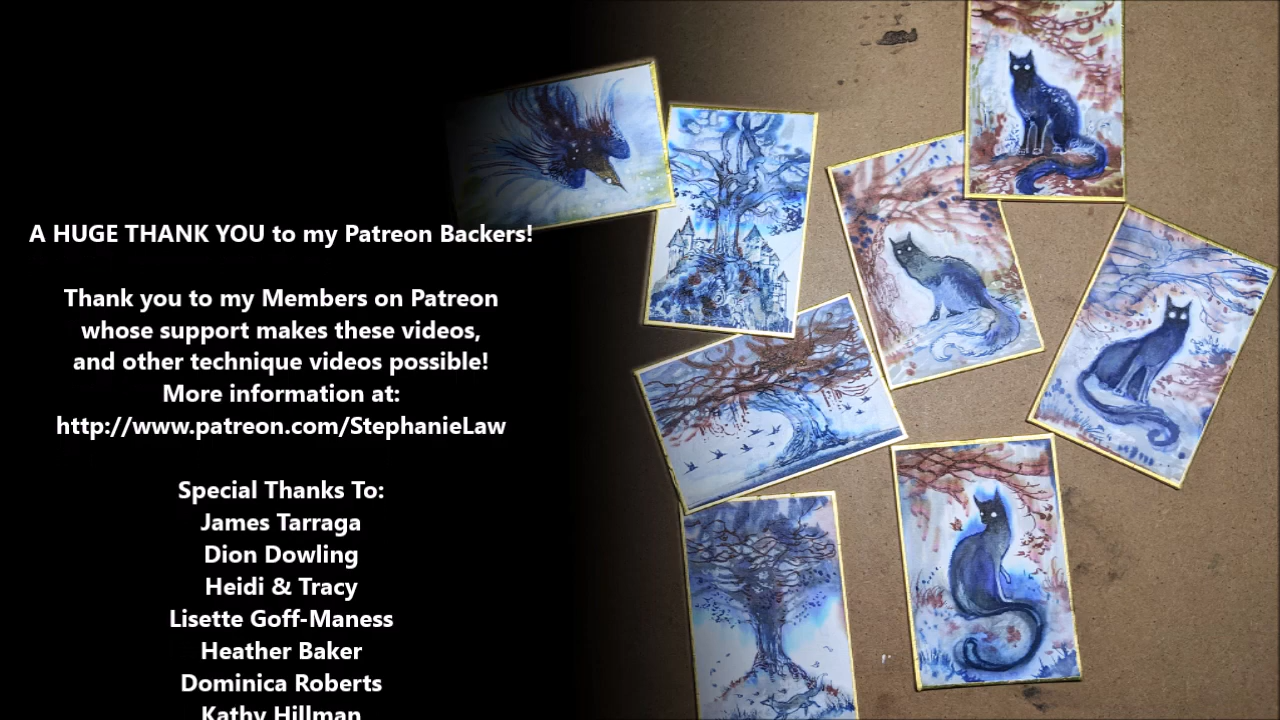 A HUGE THANK YOU to my Patreon Backers!
Thank you to my Members on Patreon
whose support makes these videos,
and other technique videos possible!
More information at:
http://www.patreon.com/StephanieLaw
Special Thanks To:
James Tarraga
Dion Dowling
Heidi & Tracy
Lisette Goff-Maness
Heather Baker
Dominica Roberts
Kathy Hillman